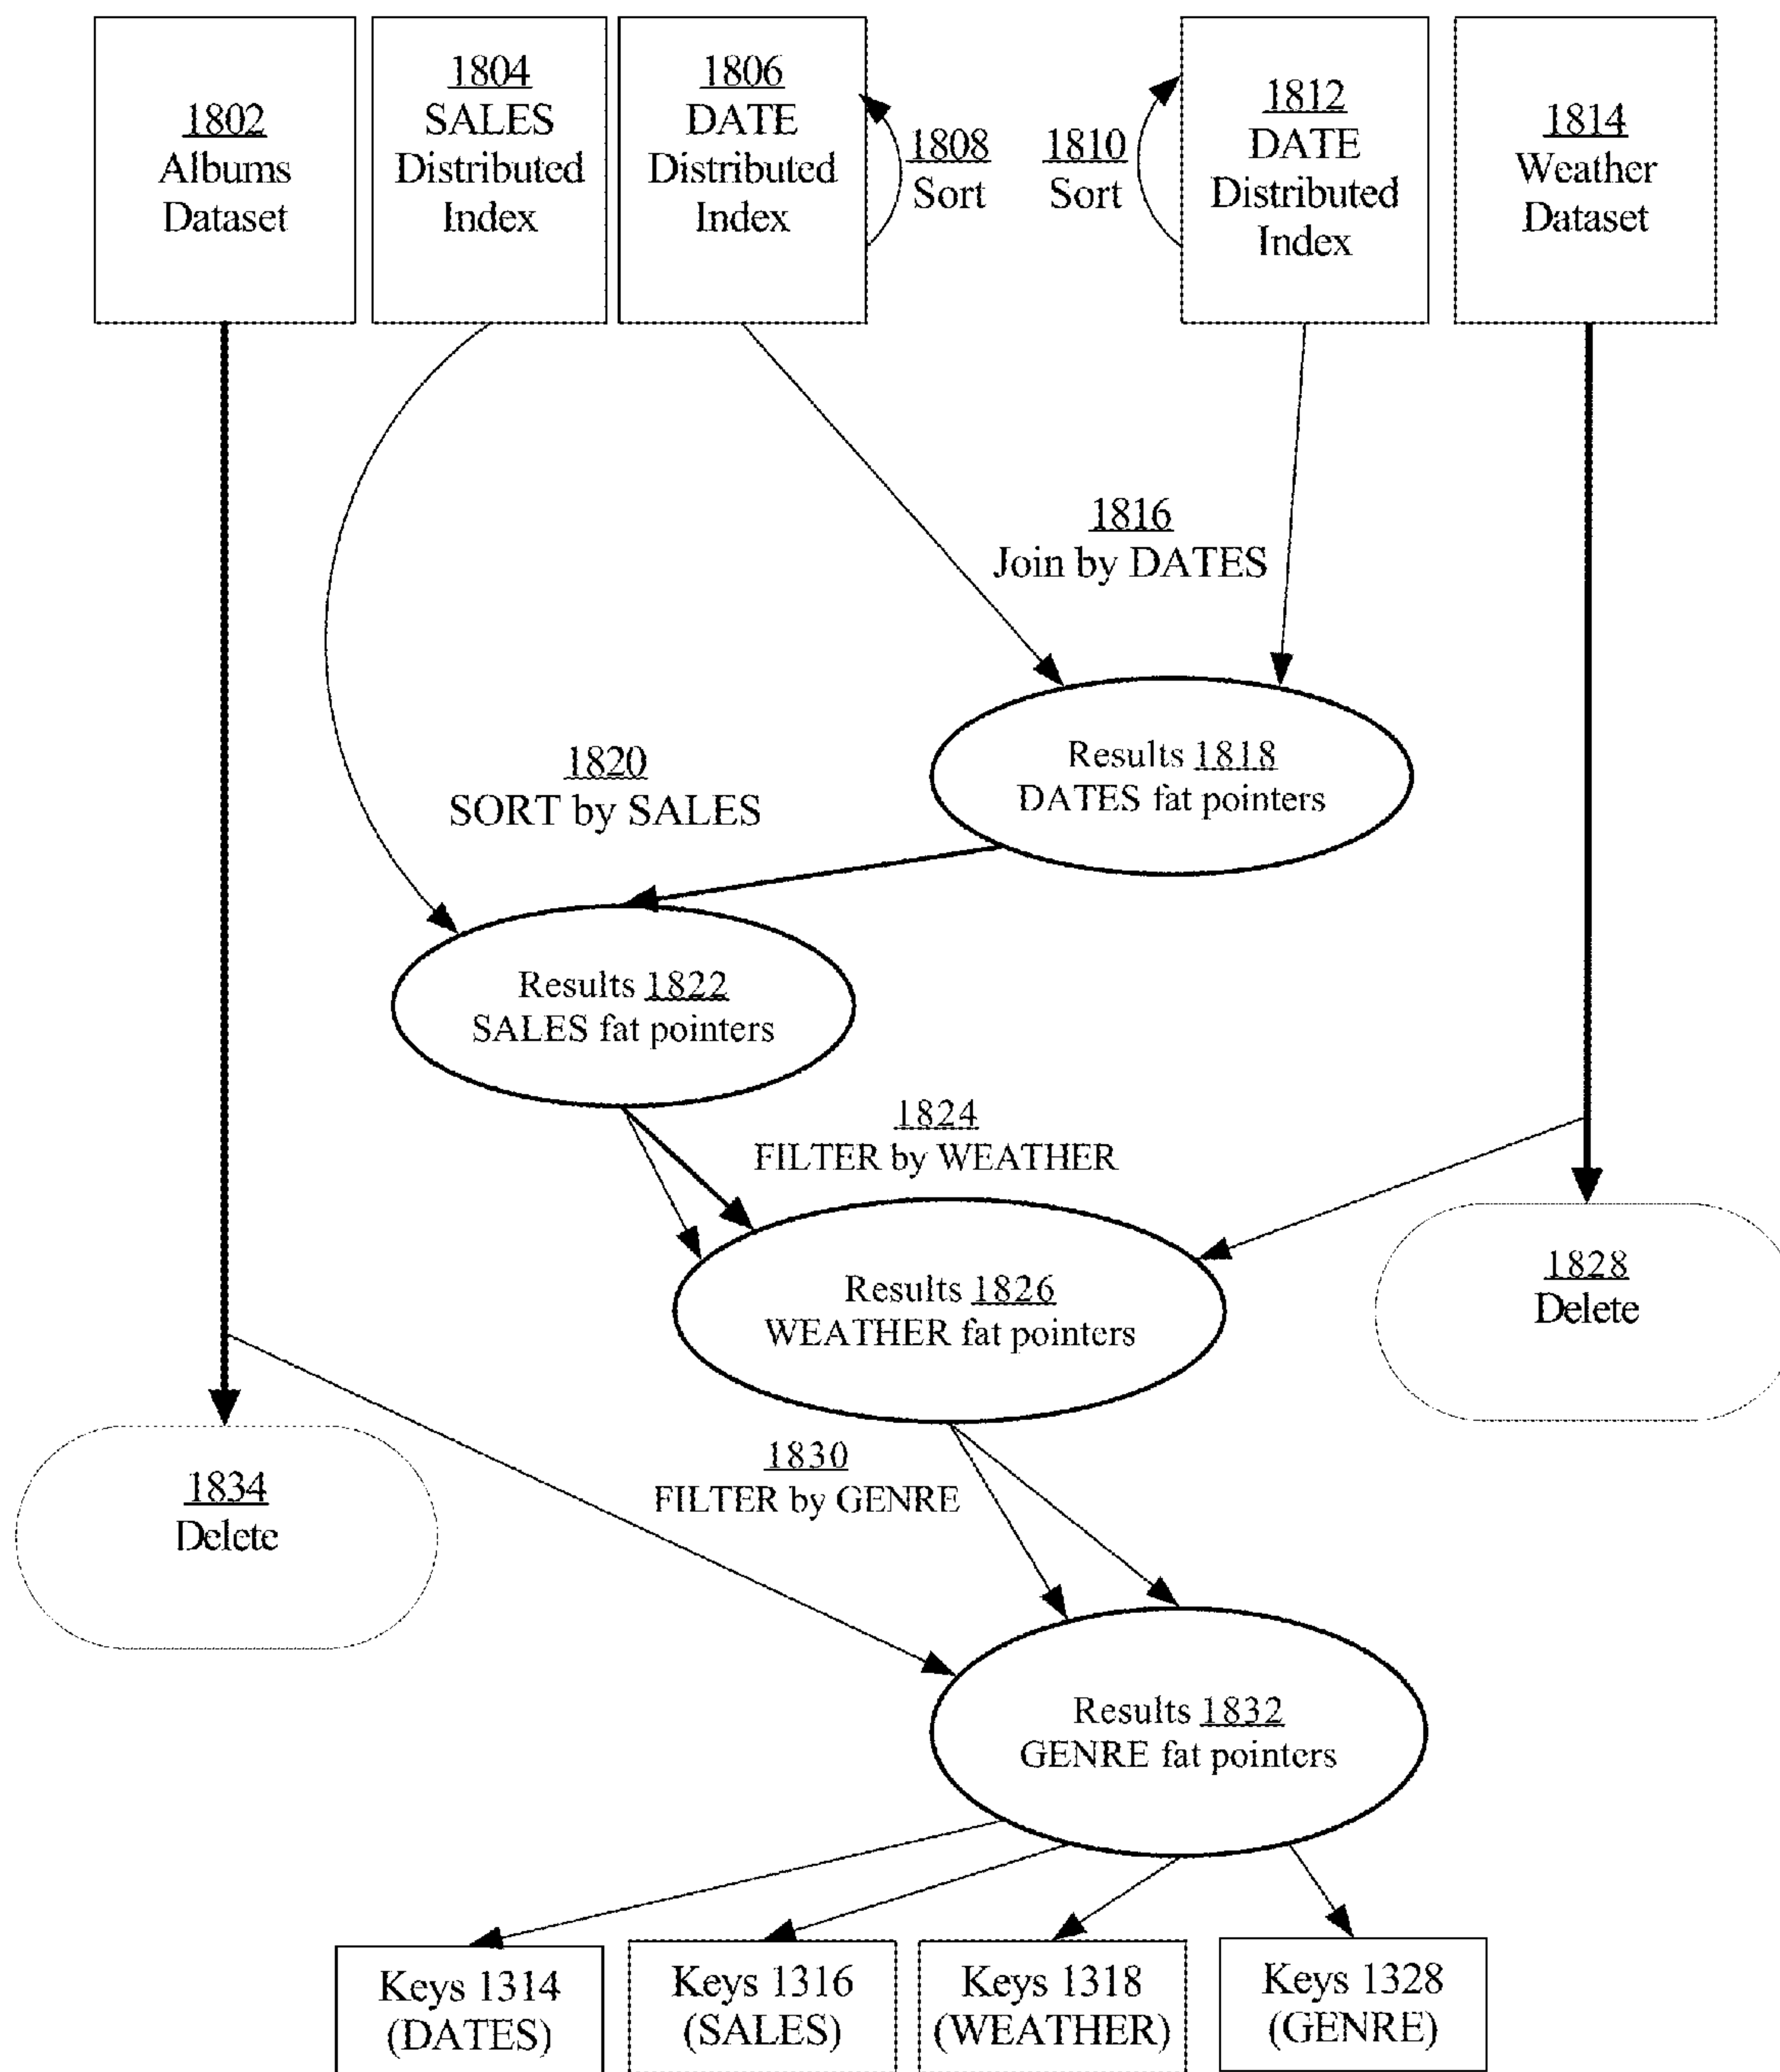 1802
Albums
Dataset
1804
SALES
Distributed
Index
1806
DATE
Distributed
Index
1808
Sort
1810
Sort
1812
DATE
Distributed
Index
1814
Weather
Dataset
1816
Join by DATES
Results 1818
DATES fat pointers
1820
SORT by SALES
Results 1822
SALES fat pointers
1824
FILTER by WEATHER
Results 1826
WEATHER fat pointers
1828
Delete
1830
FILTER by GENRE
1834
Delete
Results 1832
GENRE fat pointers
Keys 1314
(DATES)
Keys 1316
(SALES)
Keys 1318
(WEATHER)
Keys 1328
(GENRE)